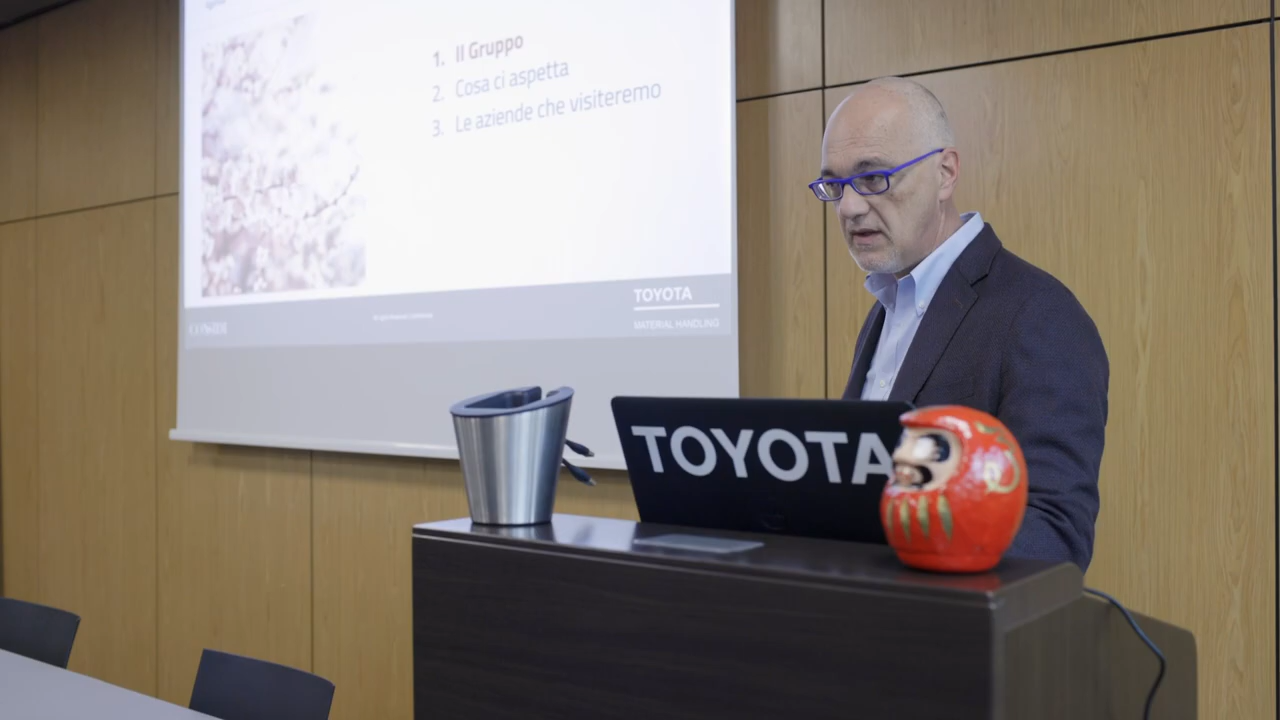 1. Il Gruppo
2. Cosa ci aspetta
3. Le aziende che visiteremo
TOYOTA
MATERIAL HANDLING
TOYOTA